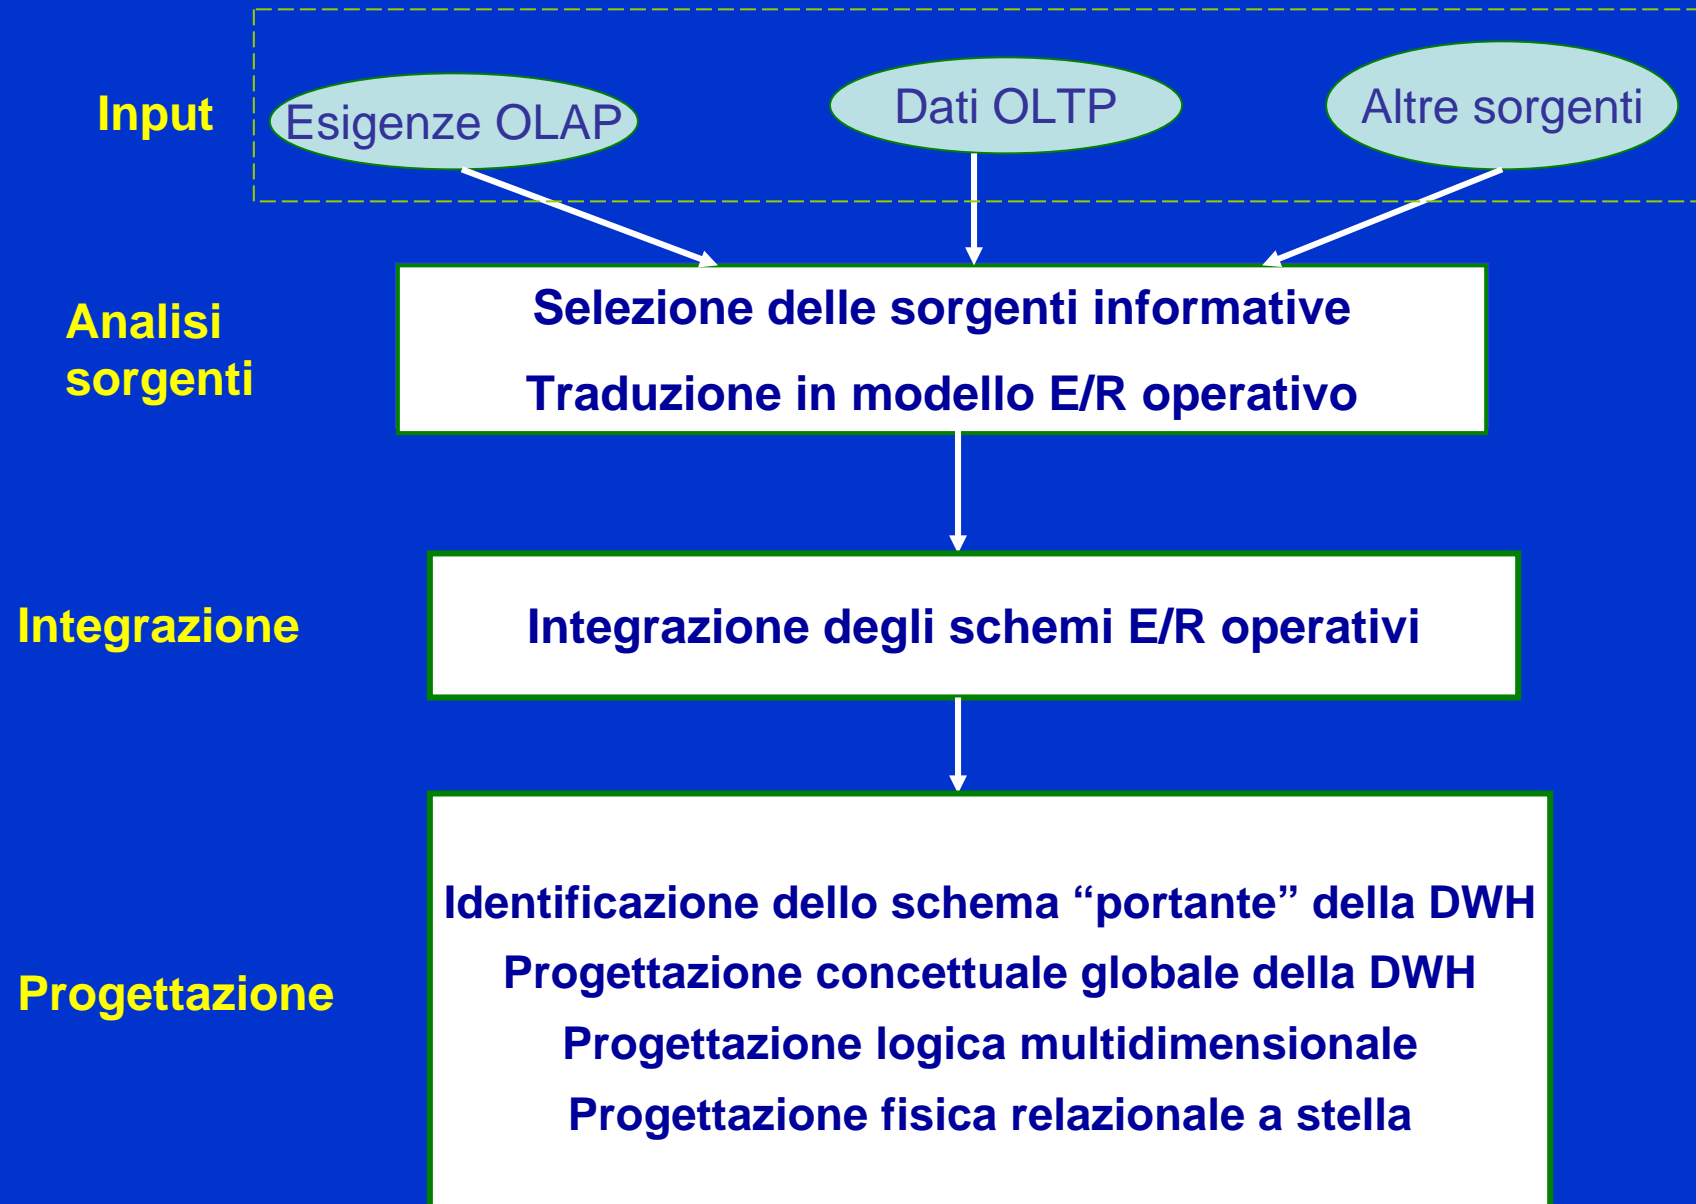 Input
Esigenze OLAP
Dati OLTP
Altre sorgenti
Analisi
sorgenti
Selezione delle sorgenti informative
Traduzione in modello E/R operativo
Integrazione
Integrazione degli schemi E/R operativi
Progettazione
Identificazione dello schema “portante” della DWH
Progettazione concettuale globale della DWH
Progettazione logica multidimensionale
Progettazione fisica relazionale a stella